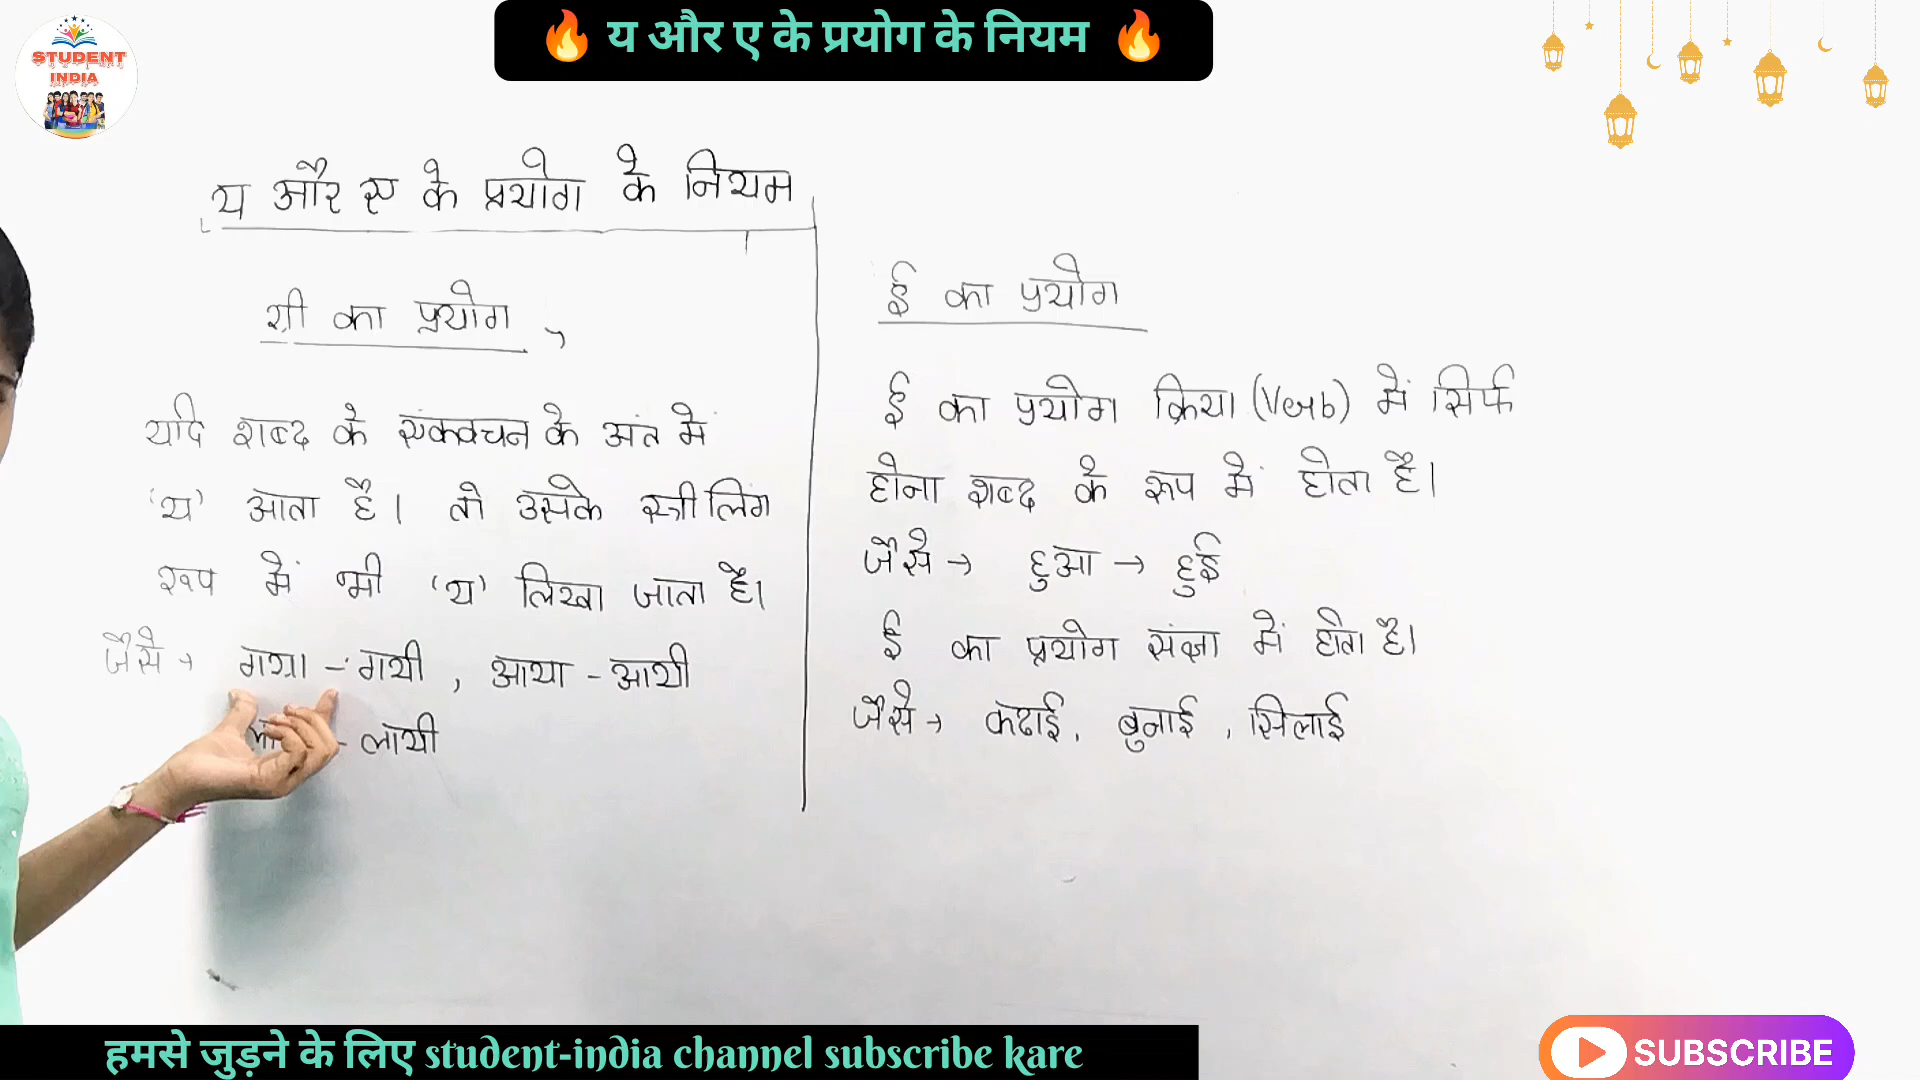 STUDENT
INDIA
य और ए के प्रयोग के नियम
य और ए के प्रयोग के नियम
यी का प्रयोग
यदि शब्द के एकवचन के अंत में
'य' आता है। तो उसके स्त्रीलिंग
रूप में भी 'य' लिखा जाता है।
जैसे → गया - गयी , आया - आयी
- लायी
ई का प्रयोग
ई का प्रयोग क्रिया (Verb) में सिर्फ
होना शब्द के रूप में होता है।
जैसे → हुआ → हुई
ई का प्रयोग संज्ञा में होता है।
जैसे → कढाई, बुनाई , सिलाई
हमसे जुड़ने के लिए student-india channel subscribe kare
SUBSCRIBE